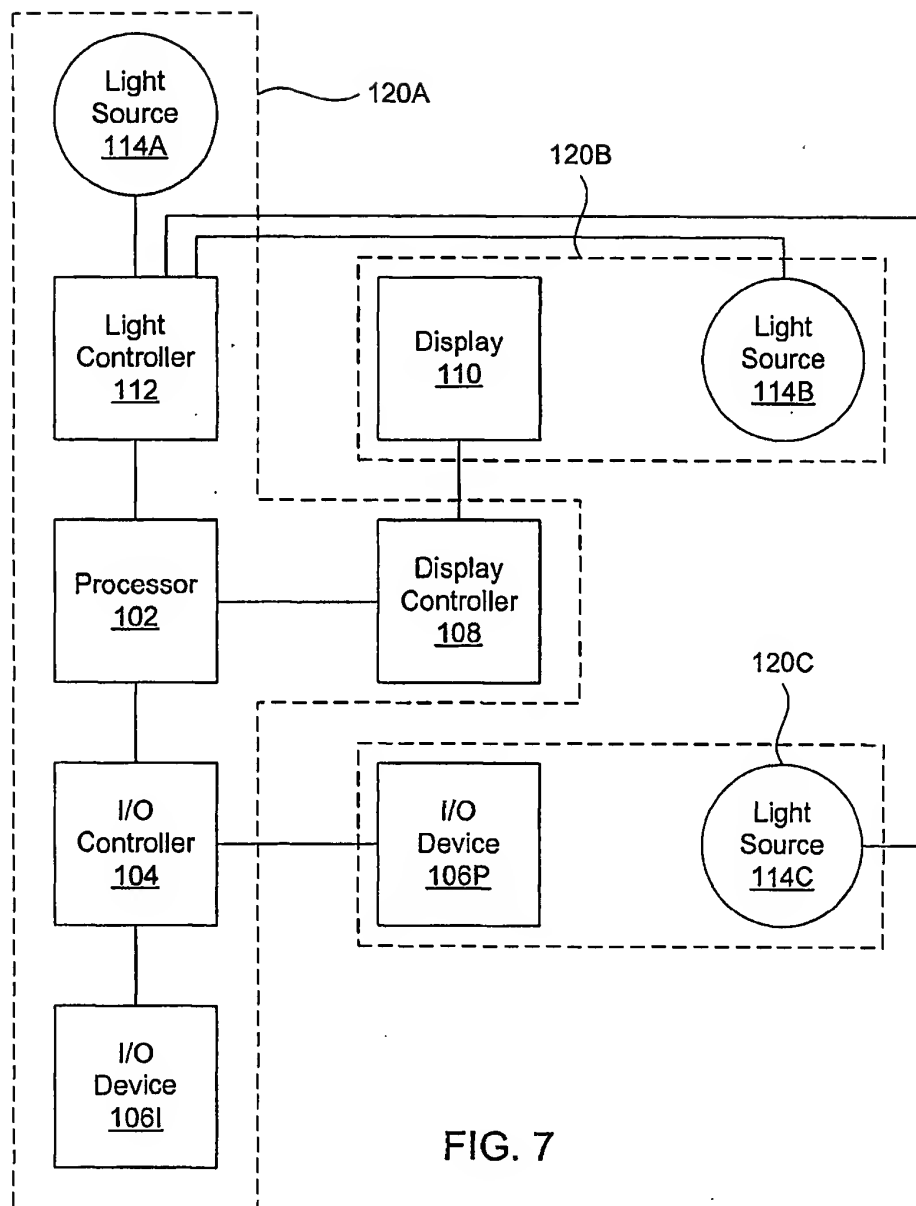 Light
Source
114A
120A
120B
Light
Controller
112
Display
110
Light
Source
114B
Processor
102
Display
Controller
108
120C
I/O
Controller
104
I/O
Device
106P
Light
Source
114C
I/O
Device
106I
FIG. 7